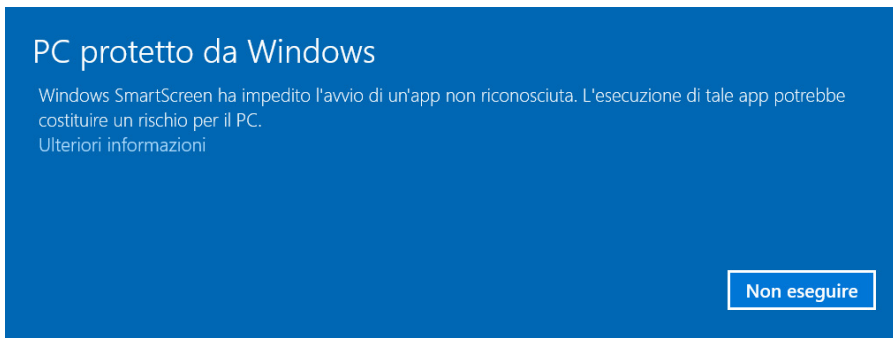 PC protetto da Windows
Windows SmartScreen ha impedito l'avvio di un'app non riconosciuta. L'esecuzione di tale app potrebbe
costituire un rischio per il PC.
Ulteriori informazioni
Non eseguire